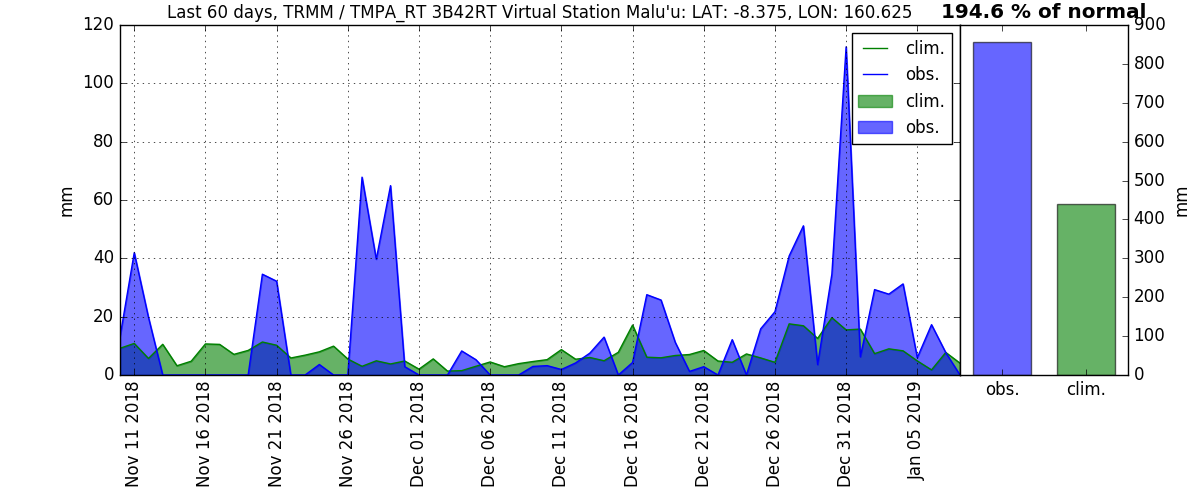 Last 60 days, TRMM / TMPA_RT 3B42RT Virtual Station Malu'u: LAT: -8.375, LON: 160.625
194.6 % of normal
120
100
80
60
40
20
0
mm
clim.
obs.
clim.
obs.
900
800
700
600
500
400
300
200
100
0
mm
Nov 11 2018
Nov 16 2018
Nov 21 2018
Nov 26 2018
Dec 01 2018
Dec 06 2018
Dec 11 2018
Dec 16 2018
Dec 21 2018
Dec 26 2018
Dec 31 2018
Jan 05 2019
obs.
clim.